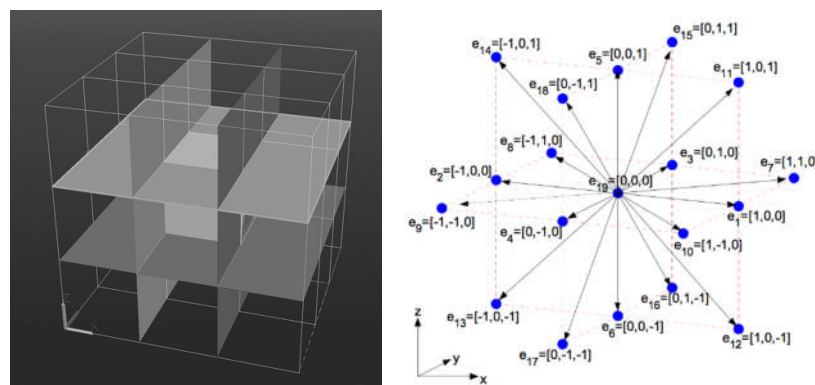 e15=[0,1,1]
e14=[-1,0,1]
e5=[0,0,1]
e11=[1,0,1]
e18=[0,-1,1]
e8=[-1,1,0]
e3=[0,1,0]
e7=[1,1,0]
e2=[-1,0,0]
e19=[0,0,0]
e9=[-1,-1,0]
e4=[0,-1,0]
e1=[1,0,0]
e10=[1,-1,0]
e16=[0,1,-1]
e13=[-1,0,-1]
e6=[0,0,-1]
e12=[1,0,-1]
e17=[0,-1,-1]
z
y
x